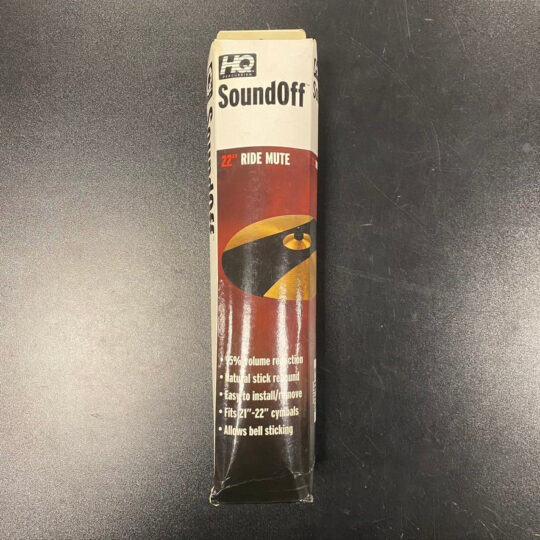 HQ
PERCUSSION
SoundOff
22" RIDE MUTE
• 95% volume reduction
• Natural stick rebound
• Easy to install/remove
• Fits 21"-22" cymbals
• Allows bell sticking
SoundOff